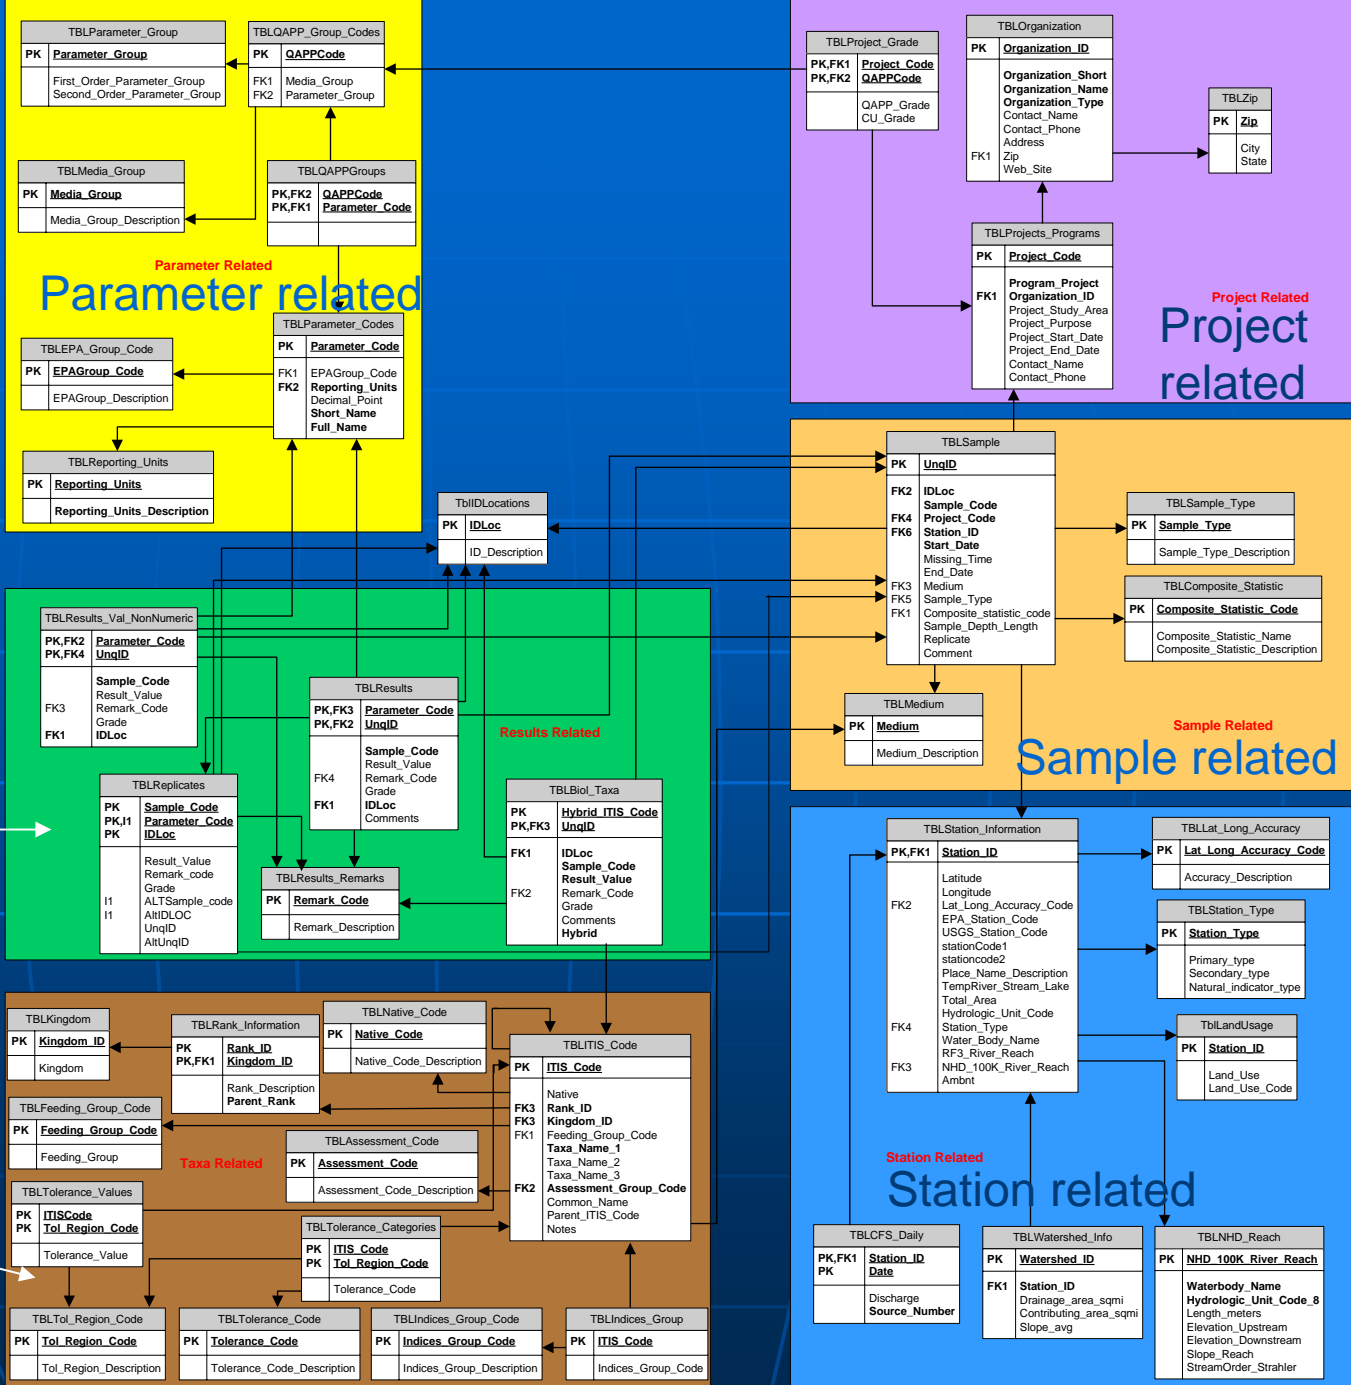 TBLParameter_Group
PK Parameter_Group
First_Order_Parameter_Group
Second_Order_Parameter_Group
TBLQAPP_Group_Codes
PK QAPPCode
FK1 Media_Group
FK2 Parameter_Group
TBLMedia_Group
PK Media_Group
Media_Group_Description
TBLQAPPGroups
PK,FK2 QAPPCode
PK,FK1 Parameter_Code
Parameter Related
Parameter related
TBLParameter_Codes
PK Parameter_Code
FK1 EPAGroup_Code
FK2 Reporting_Units
Decimal_Point
Short_Name
Full_Name
TBLEPA_Group_Code
PK EPAGroup_Code
EPAGroup_Description
TBLReporting_Units
PK Reporting_Units
Reporting_Units_Description
TBLProject_Grade
PK,FK1 Project_Code
PK,FK2 QAPPCode
QAPP_Grade
CU_Grade
TBLOrganization
PK Organization_ID
Organization_Short
Organization_Name
Organization_Type
Contact_Name
Contact_Phone
Address
FK1 Zip
Web_Site
TBLZip
PK Zip
City
State
TBLProjects_Programs
PK Project_Code
Program_Project
FK1 Organization_ID
Project_Study_Area
Project_Purpose
Project_Start_Date
Project_End_Date
Contact_Name
Contact_Phone
Project Related
Project
related
TblIDLocations
PK IDLoc
ID_Description
TBLSample
PK UnqID
FK2 IDLoc
Sample_Code
FK4 Project_Code
FK6 Station_ID
Start_Date
Missing_Time
End_Date
FK3 Medium
FK5 Sample_Type
FK1 Composite_statistic_code
Sample_Depth_Length
Replicate
Comment
TBLSample_Type
PK Sample_Type
Sample_Type_Description
TBLComposite_Statistic
PK Composite_Statistic_Code
Composite_Statistic_Name
Composite_Statistic_Description
TBLMedium
PK Medium
Medium_Description
Sample Related
Sample related
TBLResults_Val_NonNumeric
PK,FK2 Parameter_Code
PK,FK4 UnqID
Sample_Code
Result_Value
FK3 Remark_Code
Grade
FK1 IDLoc
TBLResults
PK,FK3 Parameter_Code
PK,FK2 UnqID
Sample_Code
Result_Value
FK4 Remark_Code
Grade
FK1 IDLoc
Comments
Results Related
TBLReplicates
PK Sample_Code
PK,I1 Parameter_Code
PK IDLoc
Result_Value
Remark_code
Grade
I1 ALTSample_code
I1 AltIDLOC
UnqID
AltUnqID
TBLResults_Remarks
PK Remark_Code
Remark_Description
TBLBiol_Taxa
PK Hybrid_ITIS_Code
PK,FK3 UnqID
FK1 IDLoc
Sample_Code
Result_Value
FK2 Remark_Code
Grade
Comments
Hybrid
TBLStation_Information
PK,FK1 Station_ID
Latitude
Longitude
FK2 Lat_Long_Accuracy_Code
EPA_Station_Code
USGS_Station_Code
stationCode1
stationcode2
Place_Name_Description
TempRiver_Stream_Lake
Total_Area
Hydrologic_Unit_Code
FK4 Station_Type
Water_Body_Name
RF3_River_Reach
FK3 NHD_100K_River_Reach
Ambnt
TBLLat_Long_Accuracy
PK Lat_Long_Accuracy_Code
Accuracy_Description
TBLStation_Type
PK Station_Type
Primary_type
Secondary_type
Natural_indicator_type
TblLandUsage
PK Station_ID
Land_Use
Land_Use_Code
Station Related
Station related
TBLCFS_Daily
PK,FK1 Station_ID
PK Date
Discharge
Source_Number
TBLWatershed_Info
PK Watershed_ID
FK1 Station_ID
Drainage_area_sqmi
Contributing_area_sqmi
Slope_avg
TBLNHD_Reach
PK NHD_100K_River_Reach
Waterbody_Name
Hydrologic_Unit_Code_8
Length_meters
Elevation_Upstream
Elevation_Downstream
Slope_Reach
StreamOrder_Strahler
TBLKingdom
PK Kingdom_ID
Kingdom
TBLRank_Information
PK Rank_ID
PK,FK1 Kingdom_ID
Rank_Description
Parent_Rank
TBLNative_Code
PK Native_Code
Native_Code_Description
TBLITIS_Code
PK ITIS_Code
Native
FK3 Rank_ID
FK3 Kingdom_ID
FK1 Feeding_Group_Code
Taxa_Name_1
Taxa_Name_2
Taxa_Name_3
FK2 Assessment_Group_Code
Common_Name
Parent_ITIS_Code
Notes
TBLFeeding_Group_Code
PK Feeding_Group_Code
Feeding_Group
Taxa Related
TBLAssessment_Code
PK Assessment_Code
Assessment_Code_Description
TBLTolerance_Values
PK ITISCode
PK Tol_Region_Code
Tolerance_Value
TBLTolerance_Categories
PK ITIS_Code
PK Tol_Region_Code
Tolerance_Code
TBLTol_Region_Code
PK Tol_Region_Code
Tol_Region_Description
TBLTolerance_Code
PK Tolerance_Code
Tolerance_Code_Description
TBLIndices_Group_Code
PK Indices_Group_Code
Indices_Group_Description
TBLIndices_Group
PK ITIS_Code
Indices_Group_Code